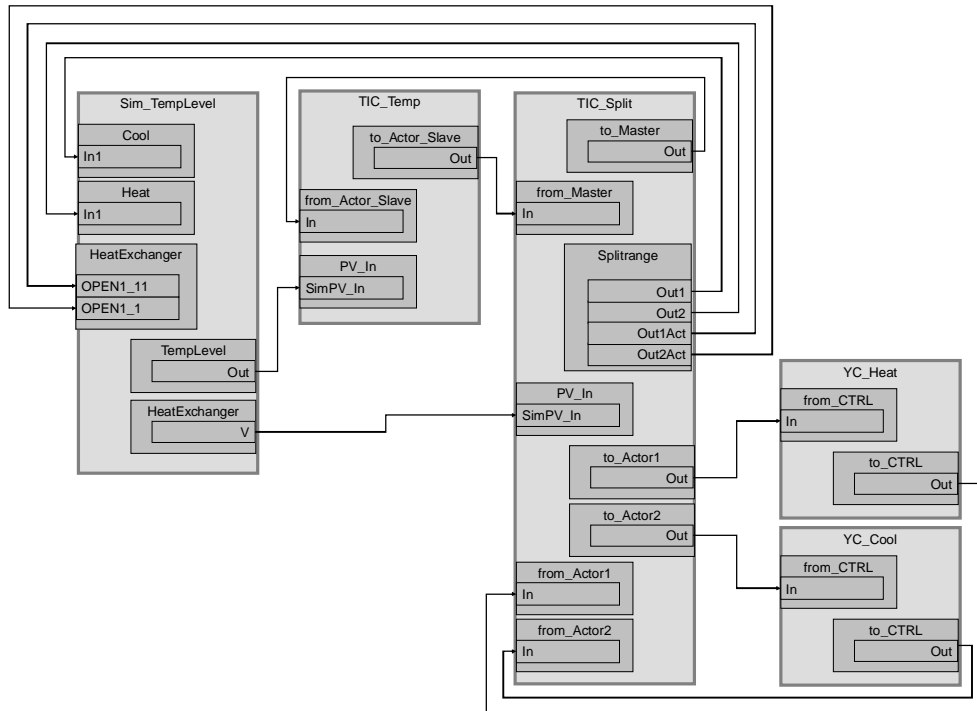 Sim_TempLevel
Cool
In1
Heat
In1
HeatExchanger
OPEN1_11
OPEN1_1
TempLevel
Out
HeatExchanger
V
TIC_Temp
to_Actor_Slave
Out
from_Actor_Slave
In
PV_In
SimPV_In
TIC_Split
to_Master
Out
from_Master
In
Splitrange
Out1
Out2
Out1Act
Out2Act
PV_In
SimPV_In
to_Actor1
Out
to_Actor2
Out
from_Actor1
In
from_Actor2
In
YC_Heat
from_CTRL
In
to_CTRL
Out
YC_Cool
from_CTRL
In
to_CTRL
Out